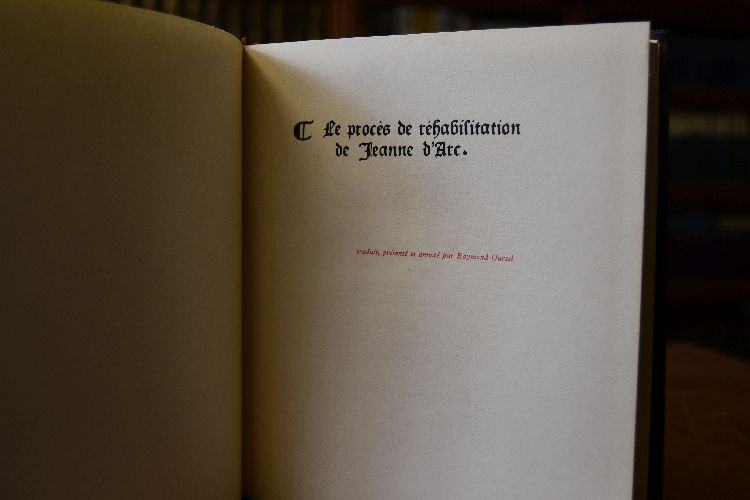 Le procès de réhabilitation
de Jeanne d'Arc.
traduit, présenté et annoté par Raymond Oursel